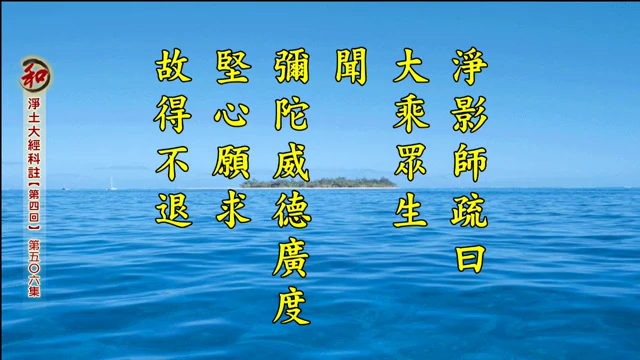 淨影師疏曰
大乘眾生
聞
彌陀威德廣度
堅心願求
故得不退
和
淨土大經科註【第四回】 第五０六集